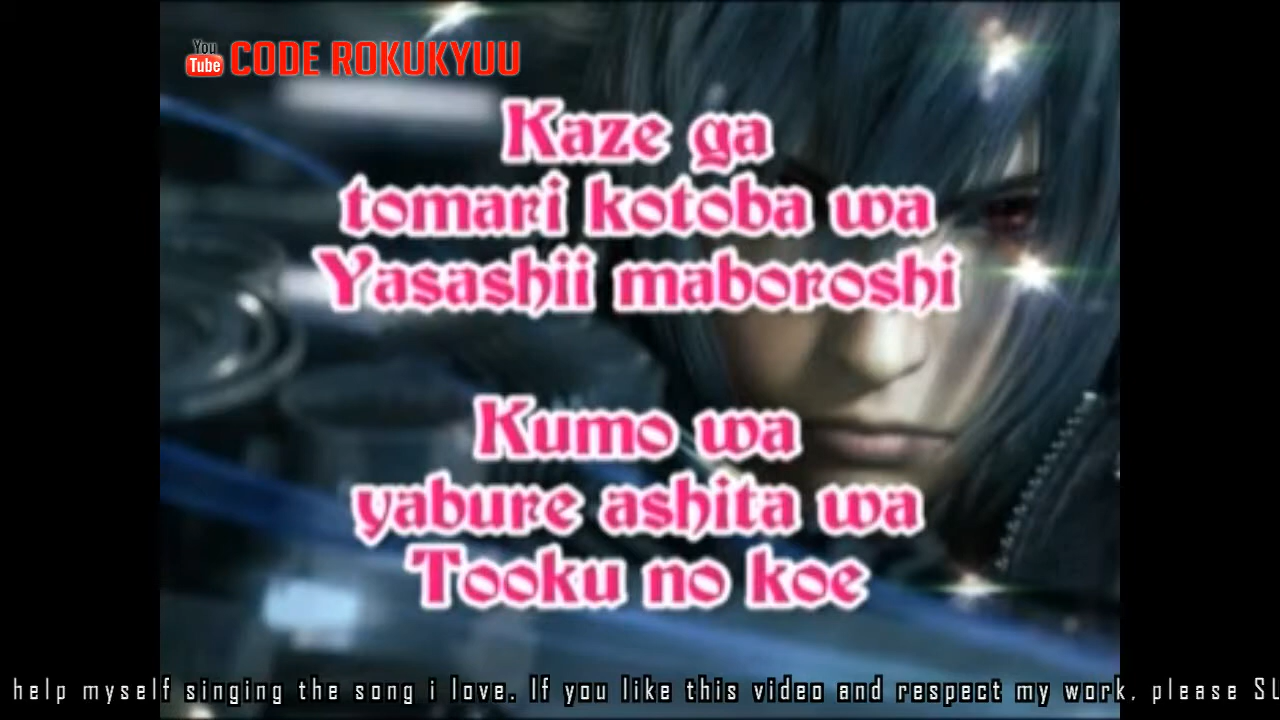 You
Tube CODE ROKUKYUU
Kaze ga
tomari kotoba wa
Yasashii maboroshi
Kumo wa
yabure ashita wa
Tooku no koe
help myself singing the song i love. If you like this video and respect my work, please SU